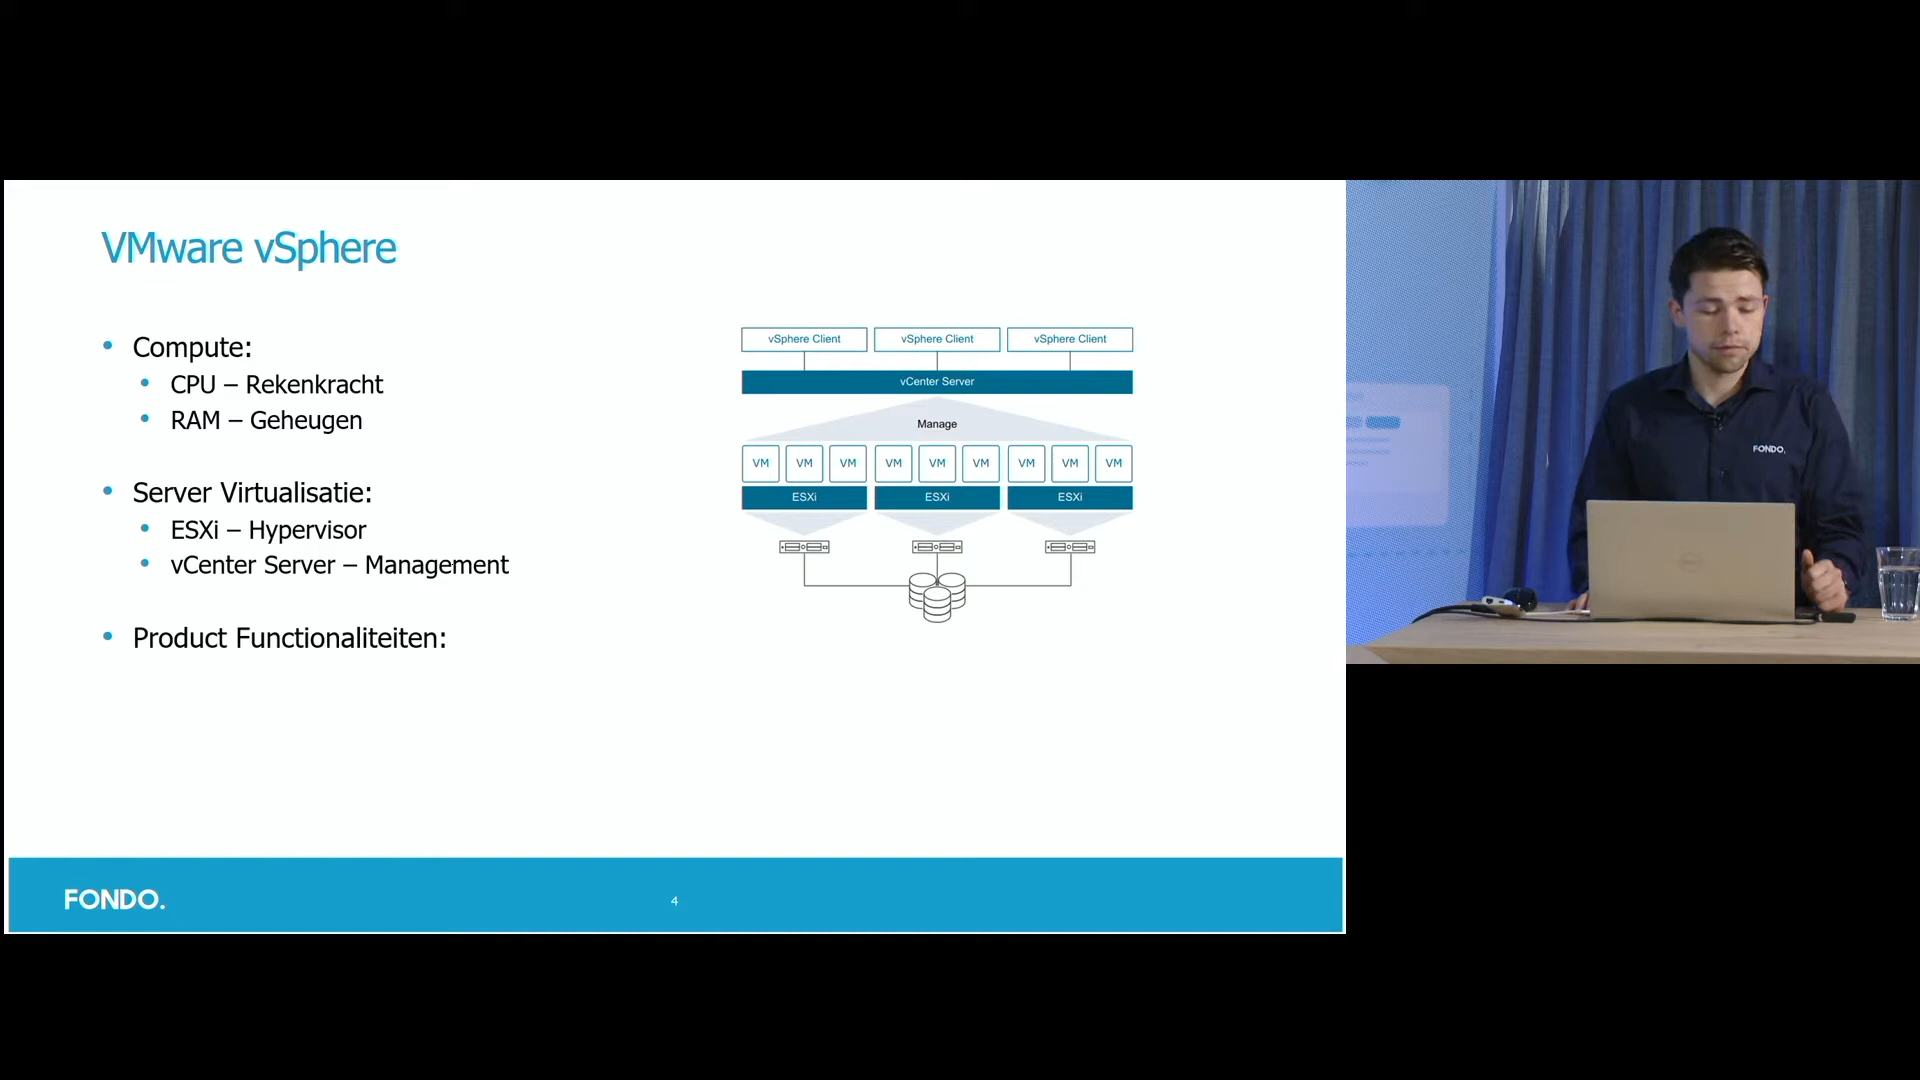 VMware vSphere
Compute:
CPU – Rekenkracht
RAM – Geheugen
Server Virtualisatie:
ESXi – Hypervisor
vCenter Server – Management
Product Functionaliteiten:
vSphere Client vSphere Client vSphere Client
vCenter Server
Manage
VM VM VM VM VM VM VM VM VM
ESXi ESXi ESXi
FONDO.
4
FONDO.